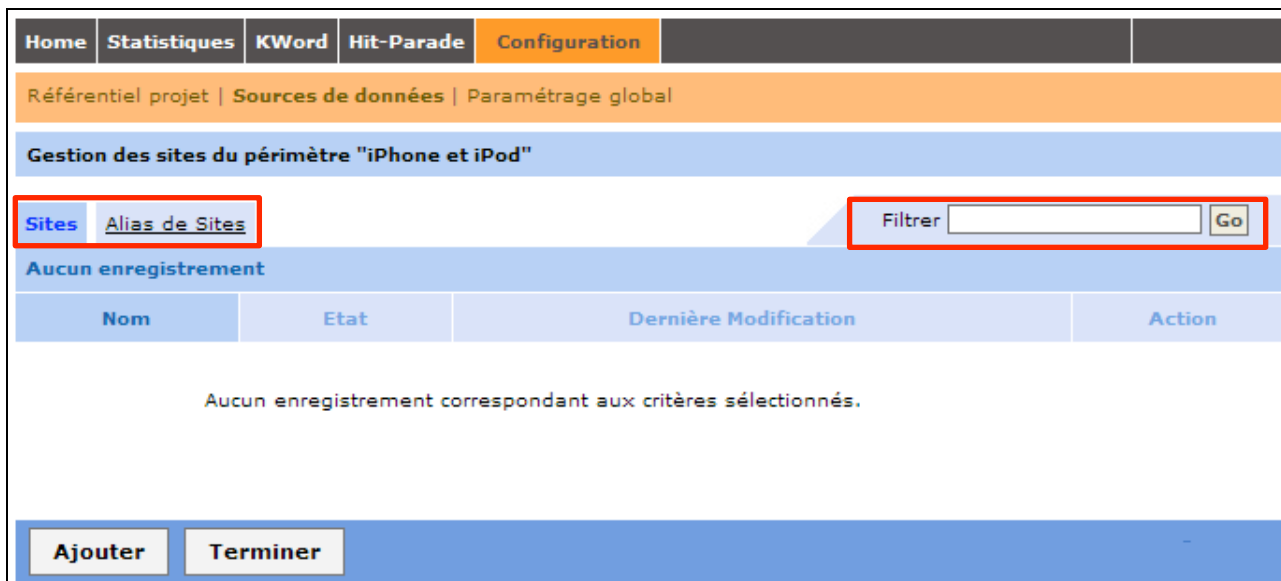 Home Statistiques KWord Hit-Parade Configuration
Référentiel projet | Sources de données | Paramétrage global
Gestion des sites du périmètre "iPhone et iPod"
Sites Alias de Sites Filtrer Go
Aucun enregistrement
Nom Etat Dernière Modification Action
Aucun enregistrement correspondant aux critères sélectionnés.
Ajouter Terminer